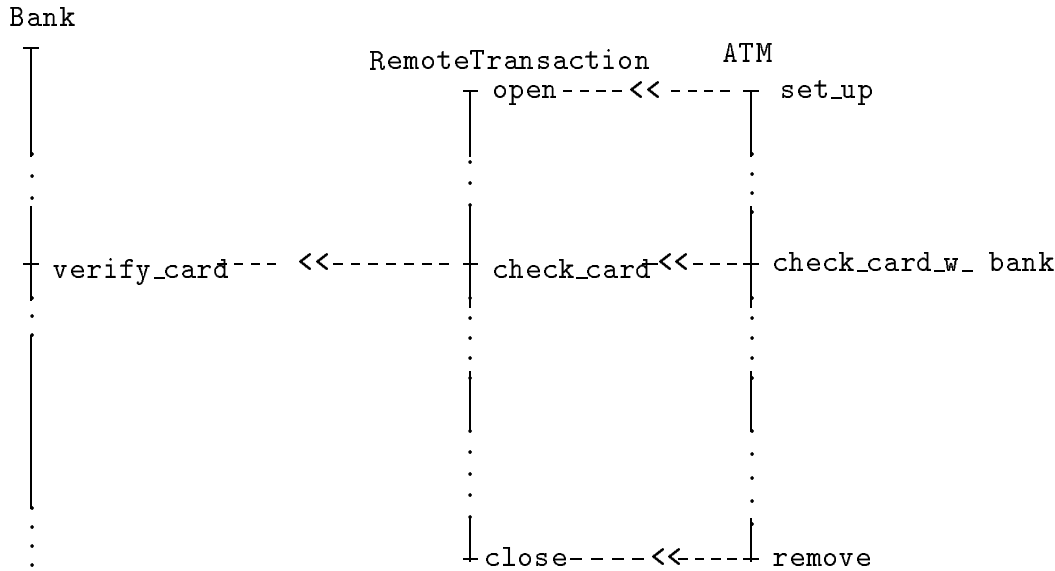 Bank
RemoteTransaction
ATM
open
<<
set_up
verify_card
<<
check_card
<<
check_card_w_ bank
close
<<
remove